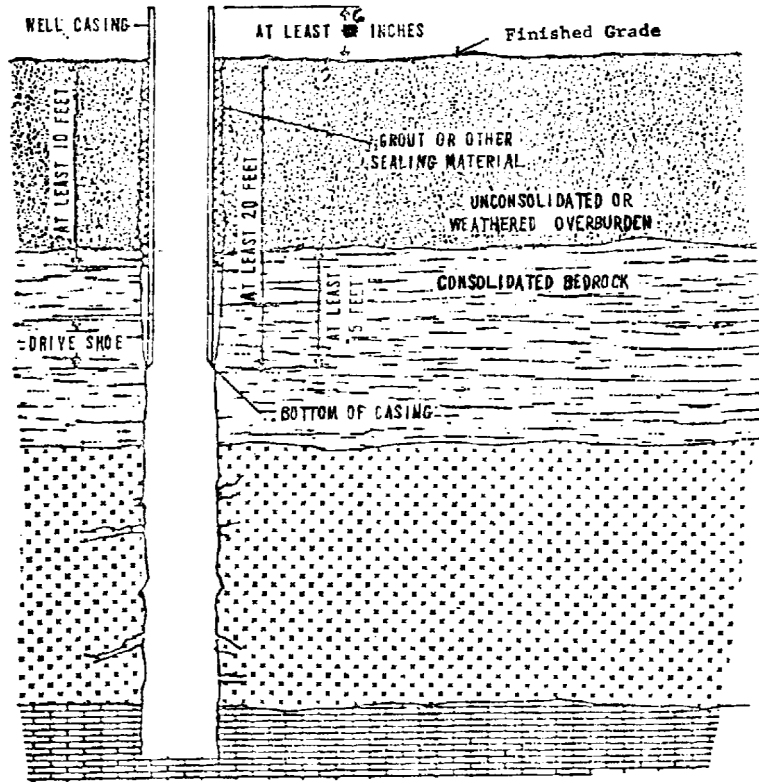 WELL CASING
AT LEAST 6 INCHES
Finished Grade
AT LEAST 10 FEET
GROUT OR OTHER
SEALING MATERIAL
AT LEAST 20 FEET
UNCONSOLIDATED OR
WEATHERED OVERBURDEN
CONSOLIDATED BEDROCK
AT LEAST
5 FEET
DRIVE SHOE
BOTTOM OF CASING